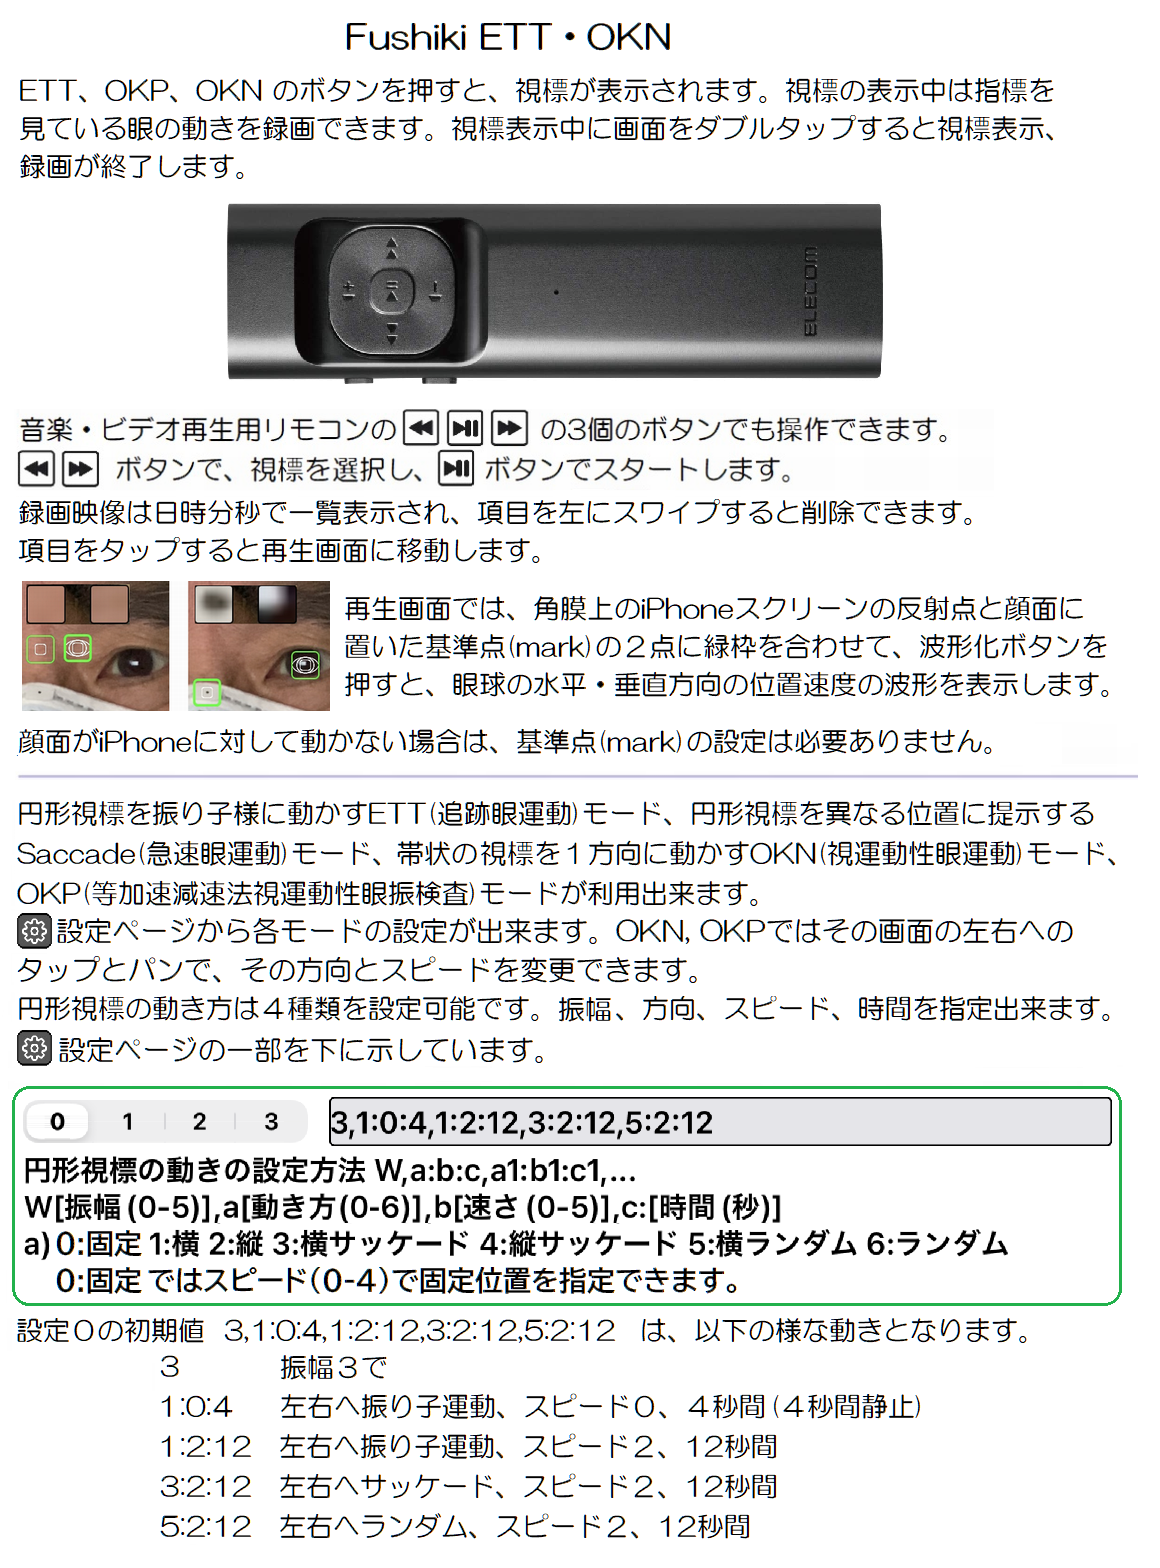 Fushiki ETT・OKN
ETT、OKP、OKN のボタンを押すと、視標が表示されます。視標の表示中は指標を
見ている眼の動きを録画できます。視標表示中に画面をダブルタップすると視標表示、
録画が終了します。
ELECOM
音楽・ビデオ再生用リモコンの の3個のボタンでも操作できます。
ボタンで、視標を選択し、 ボタンでスタートします。
録画映像は日時分秒で一覧表示され、項目を左にスワイプすると削除できます。
項目をタップすると再生画面に移動します。
再生画面では、角膜上のiPhoneスクリーンの反射点と顔面に
置いた基準点(mark)の２点に緑枠を合わせて、波形化ボタンを
押すと、眼球の水平・垂直方向の位置速度の波形を表示します。
顔面がiPhoneに対して動かない場合は、基準点(mark)の設定は必要ありません。
円形視標を振り子様に動かすETT(追跡眼運動)モード、円形視標を異なる位置に提示する
Saccade(急速眼運動)モード、帯状の視標を１方向に動かすOKN(視運動性眼運動)モード、
OKP(等加速減速法視運動性眼振検査)モードが利用出来ます。
設定ページから各モードの設定が出来ます。OKN, OKPではその画面の左右への
タップとパンで、その方向とスピードを変更できます。
円形視標の動き方は４種類を設定可能です。振幅、方向、スピード、時間を指定出来ます。
設定ページの一部を下に示しています。
0 1 2 3 3,1:0:4,1:2:12,3:2:12,5:2:12
円形視標の動きの設定方法 W,a:b:c,a1:b1:c1,...
W[振幅(0-5)],a[動き方(0-6)],b[速さ(0-5)],c:[時間(秒)]
a) 0:固定 1:横 2:縦 3:横サッケード 4:縦サッケード 5:横ランダム 6:ランダム
0:固定 ではスピード(0-4)で固定位置を指定できます。
設定０の初期値 3,1:0:4,1:2:12,3:2:12,5:2:12 は、以下の様な動きとなります。
3 振幅３で
1:0:4 左右へ振り子運動、スピード０、４秒間(４秒間静止)
1:2:12 左右へ振り子運動、スピード２、12秒間
3:2:12 左右へサッケード、スピード２、12秒間
5:2:12 左右へランダム、スピード２、12秒間